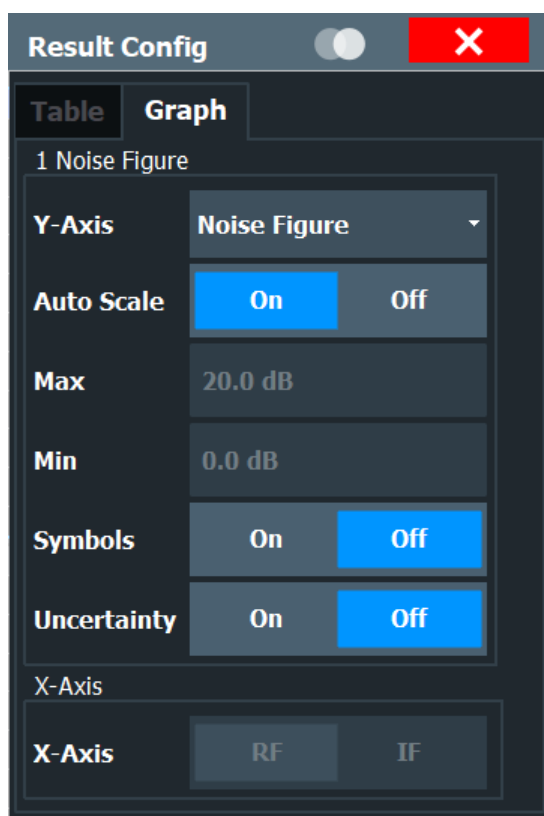 Result Config
Table Graph
1 Noise Figure
Y-Axis Noise Figure
Auto Scale On Off
Max 20.0 dB
Min 0.0 dB
Symbols On Off
Uncertainty On Off
X-Axis
X-Axis RF IF